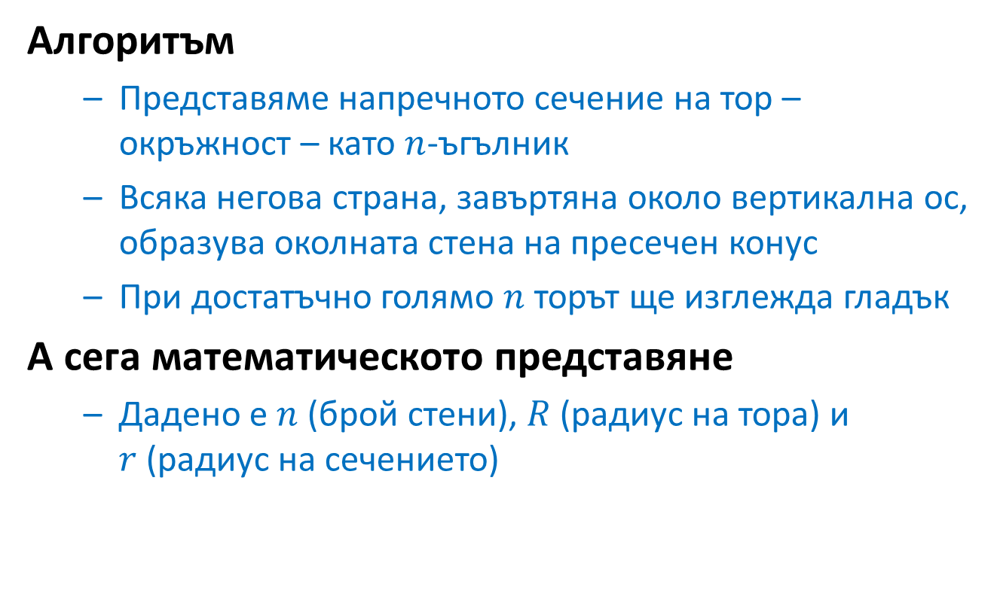 Алгоритъм
– Представяме напречното сечение на тор –
окръжност – като n-ъгълник
– Всяка негова страна, завъртяна около вертикална ос,
образува околната стена на пресечен конус
– При достатъчно голямо n торът ще изглежда гладък
А сега математическото представяне
– Дадено е n (брой стени), R (радиус на тора) и
r (радиус на сечението)